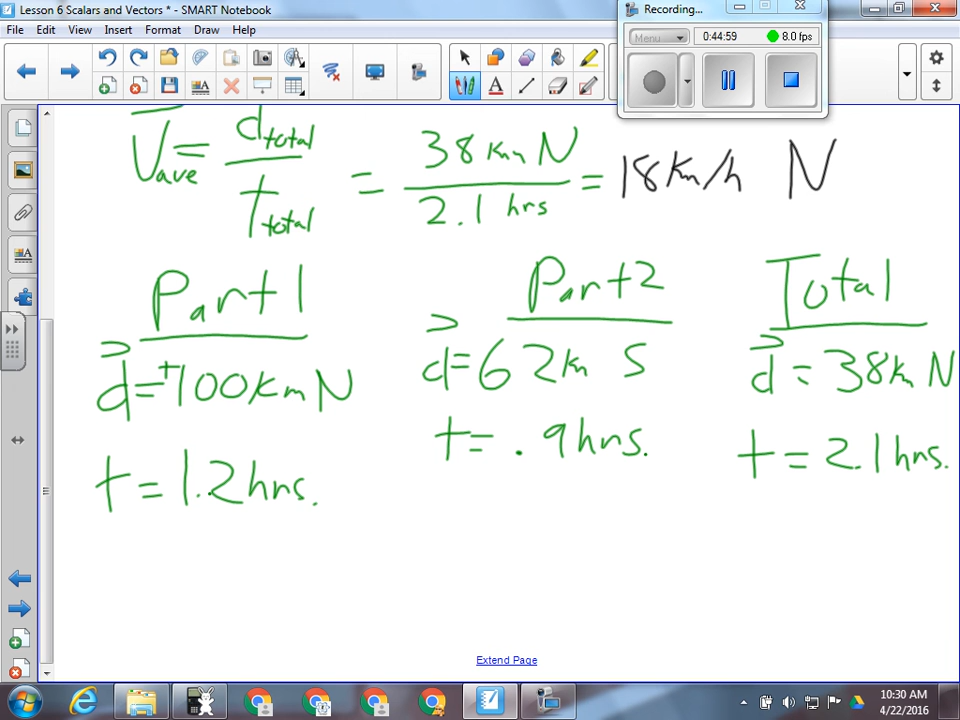 Lesson 6 Scalars and Vectors * - SMART Notebook
Recording...
File Edit View Insert Format Draw Help
Menu 0:44:59 8.0 fps
V ave = d total / t total = 38 km N / 2.1 hrs = 18 km/h N
Part 1 Part 2 Total
d = +100 km N d = 62 km S d = 38 km N
t = 1.2 hrs. t = .9 hrs. t = 2.1 hrs.
Extend Page
10:30 AM
4/22/2016